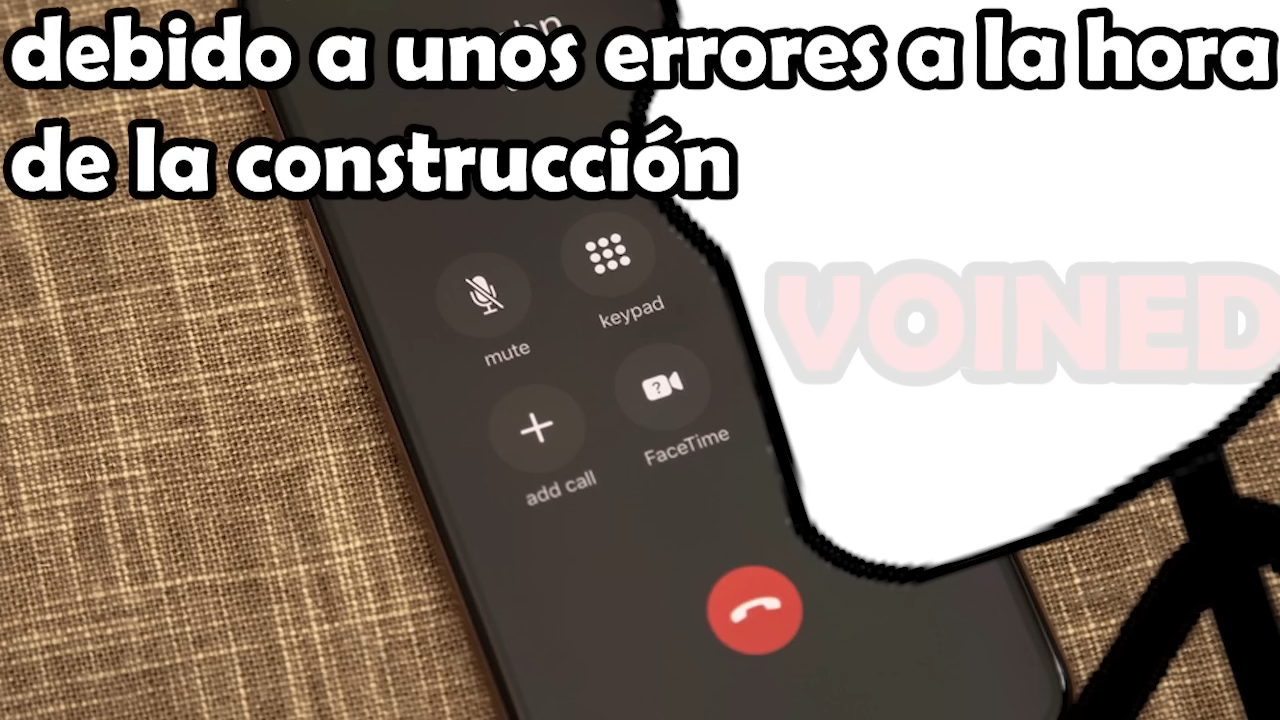 debido a unos errores a la hora
de la construcción
VOINED
mute
keypad
add call
FaceTime